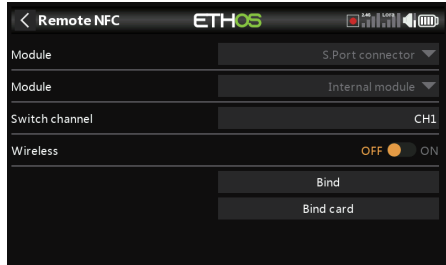 Remote NFC
ETHOS
Module
S.Port connector
Module
Internal module
Switch channel
CH1
Wireless
OFF
ON
Bind
Bind card